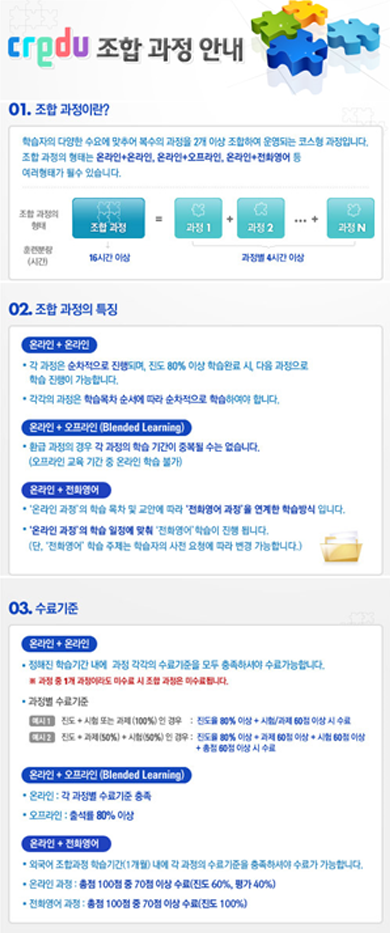 credu 조합 과정 안내
01. 조합 과정이란?
학습자의 다양한 수요에 맞추어 복수의 과정을 2개 이상 조합하여 운영되는 코스형 과정입니다.
조합 과정의 형태는 온라인+온라인, 온라인+오프라인, 온라인+전화영어 등
여러형태가 될수 있습니다.
조합 과정의 형태
조합 과정 = 과정 1 + 과정 2 ... + 과정 N
훈련분량 (시간)
16시간 이상 과정별 4시간 이상
02. 조합 과정의 특징
온라인 + 온라인
• 각 과정은 순차적으로 진행되며, 진도 80% 이상 학습완료 시, 다음 과정으로
학습 진행이 가능합니다.
• 각각의 과정은 학습목차 순서에 따라 순차적으로 학습하여야 합니다.
온라인 + 오프라인 (Blended Learning)
• 환급 과정의 경우 각 과정의 학습 기간이 중복될 수는 없습니다.
(오프라인 교육 기간 중 온라인 학습 불가)
온라인 + 전화영어
• '온라인 과정'의 학습 목차 및 교안에 따라 '전화영어 과정'을 연계한 학습방식 입니다.
• '온라인 과정'의 학습 일정에 맞춰 '전화영어'학습이 진행 됩니다.
(단, '전화영어' 학습 주제는 학습자의 사전 요청에 따라 변경 가능합니다.)
03. 수료기준
온라인 + 온라인
• 정해진 학습기간 내에 과정 각각의 수료기준을 모두 충족하셔야 수료가능합니다.
※ 과정 중 1개 과정이라도 미수료 시 조합 과정은 미수료됩니다.
• 과정별 수료기준
예시 1 진도 + 시험 또는 과제(100%) 인 경우 : 진도율 80% 이상 + 시험/과제 60점 이상 시 수료
예시 2 진도 + 과제(50%) + 시험(50%) 인 경우 : 진도율 80% 이상 + 과제 60점 이상 + 시험 60점 이상
+ 총점 60점 이상 시 수료
온라인 + 오프라인 (Blended Learning)
• 온라인 : 각 과정별 수료기준 충족
• 오프라인 : 출석률 80% 이상
온라인 + 전화영어
• 외국어 조합과정 학습기간(1개월) 내에 각 과정의 수료기준을 충족하셔야 수료가 가능합니다.
• 온라인 과정 : 총점 100점 중 70점 이상 수료(진도 60%, 평가 40%)
• 전화영어 과정 : 총점 100점 중 70점 이상 수료(진도 100%)